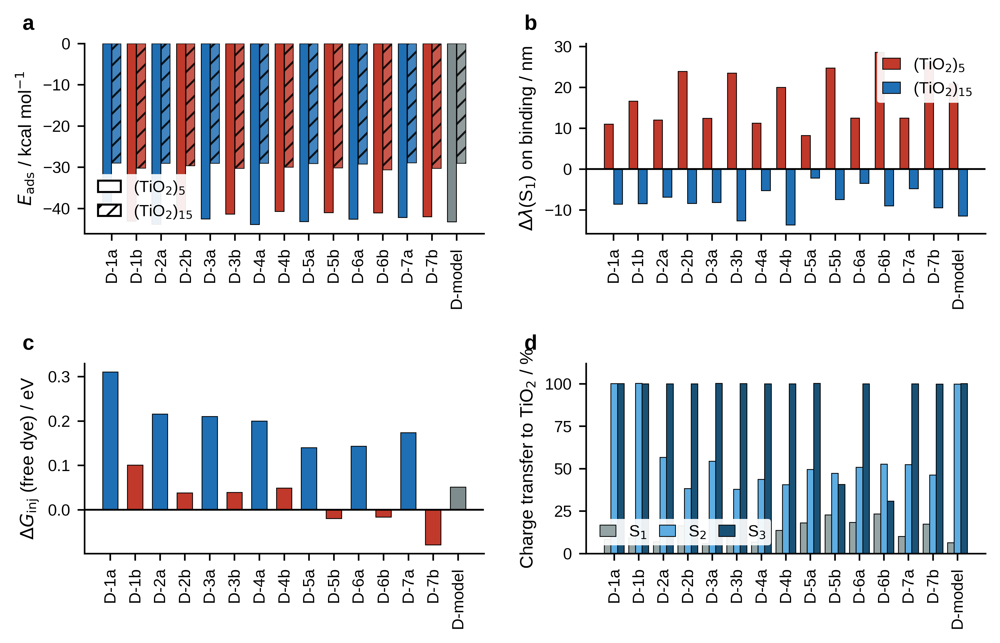 a
0
−10
−20
−30
−40
E_ads / kcal mol⁻¹
(TiO₂)₅
(TiO₂)₁₅
D-1a
D-1b
D-2a
D-2b
D-3a
D-3b
D-4a
D-4b
D-5a
D-5b
D-6a
D-6b
D-7a
D-7b
D-model
b
30
20
10
0
−10
Δλ(S₁) on binding / nm
(TiO₂)₅
(TiO₂)₁₅
D-1a
D-1b
D-2a
D-2b
D-3a
D-3b
D-4a
D-4b
D-5a
D-5b
D-6a
D-6b
D-7a
D-7b
D-model
c
0.3
0.2
0.1
0.0
ΔG_inj (free dye) / eV
D-1a
D-1b
D-2a
D-2b
D-3a
D-3b
D-4a
D-4b
D-5a
D-5b
D-6a
D-6b
D-7a
D-7b
D-model
d
100
75
50
25
0
Charge transfer to TiO₂ / %
S₁ S₂ S₃
D-1a
D-1b
D-2a
D-2b
D-3a
D-3b
D-4a
D-4b
D-5a
D-5b
D-6a
D-6b
D-7a
D-7b
D-model